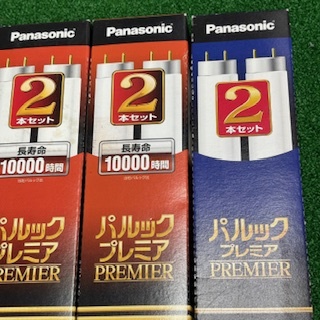 Panasonic
2
本セット
長寿命
10000時間
パルック
プレミア
PREMIER
Panasonic
2
本セット
長寿命
10000時間
パルック
プレミア
PREMIER
Panasonic
2
本セット
パルック
プレミア
PREMIER